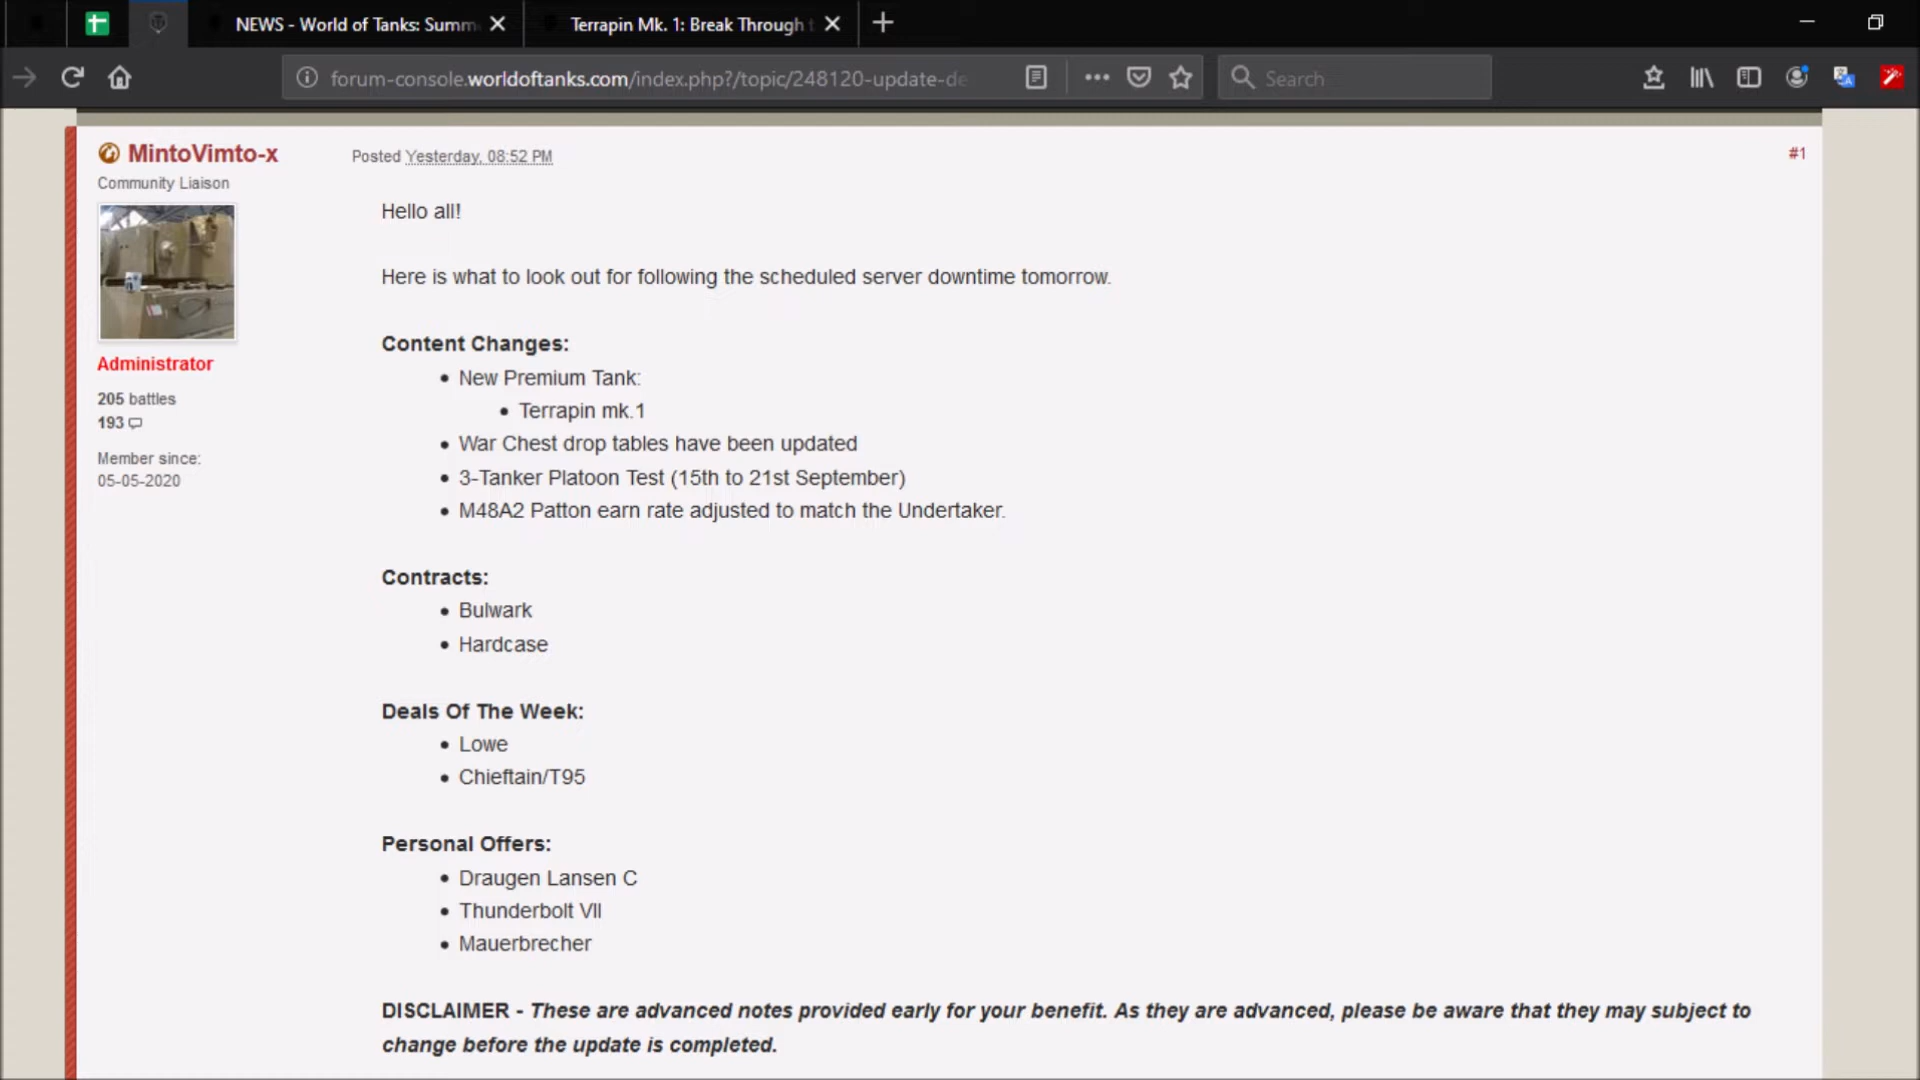 NEWS - World of Tanks: Summ
Terrapin Mk. 1: Break Through
forum-console.worldoftanks.com/index.php?/topic/248120-update-de
Search
MintoVimto-x
Posted Yesterday, 08:52 PM
#1
Community Liaison
Hello all!
Here is what to look out for following the scheduled server downtime tomorrow.
Content Changes:
Administrator
New Premium Tank:
205 battles
Terrapin mk.1
193
War Chest drop tables have been updated
Member since:
05-05-2020
3-Tanker Platoon Test (15th to 21st September)
M48A2 Patton earn rate adjusted to match the Undertaker.
Contracts:
Bulwark
Hardcase
Deals Of The Week:
Lowe
Chieftain/T95
Personal Offers:
Draugen Lansen C
Thunderbolt VII
Mauerbrecher
DISCLAIMER - These are advanced notes provided early for your benefit. As they are advanced, please be aware that they may subject to
change before the update is completed.